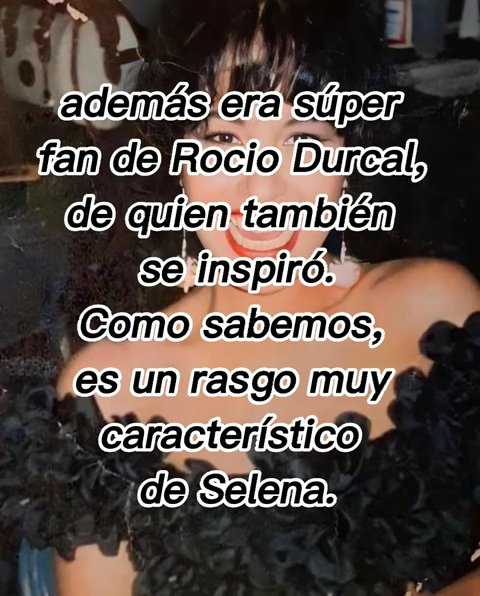 además era súper
fan de Rocio Durcal,
de quien también
se inspiró.
Como sabemos,
es un rasgo muy
característico
de Selena.